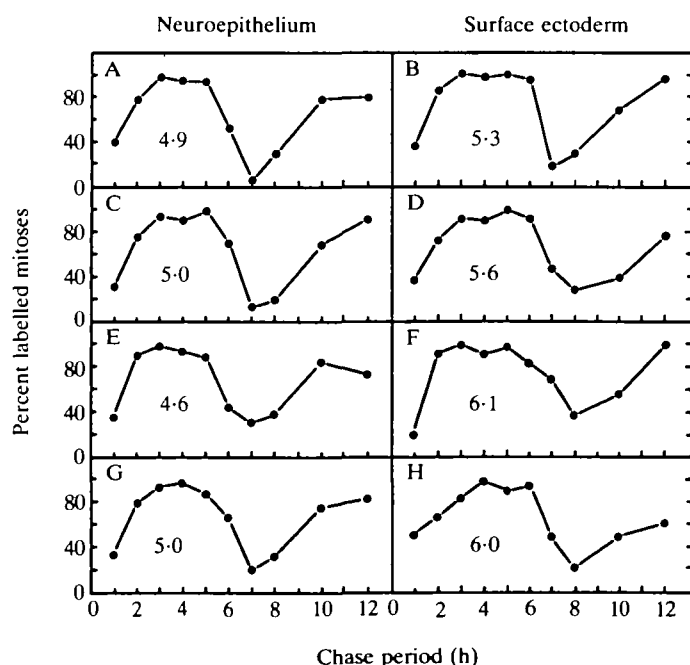 Neuroepithelium Surface ectoderm
A B
80
40
0
4·9 5·3
C D
80
40
0
5·0 5·6
E F
80
40
0
4·6 6·1
G H
80
40
0
5·0 6·0
0 2 4 6 8 10 12 0 2 4 6 8 10 12
Percent labelled mitoses
Chase period (h)